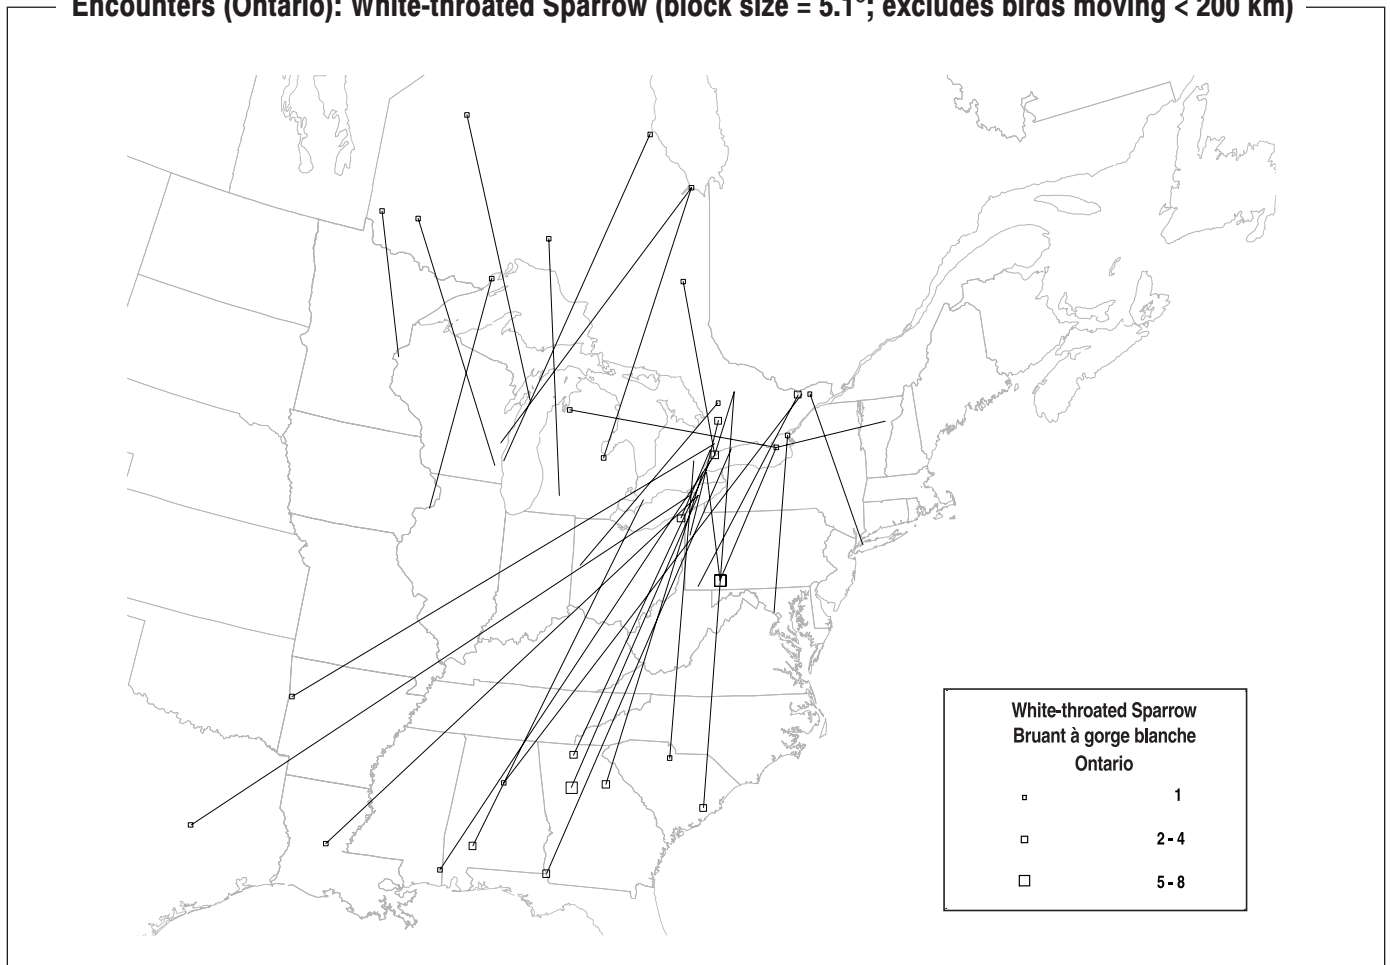 Encounters (Ontario): White-throated Sparrow (block size = 5.1°; excludes birds moving < 200 km)
White-throated Sparrow
Bruant à gorge blanche
Ontario
1
2 - 4
5 - 8